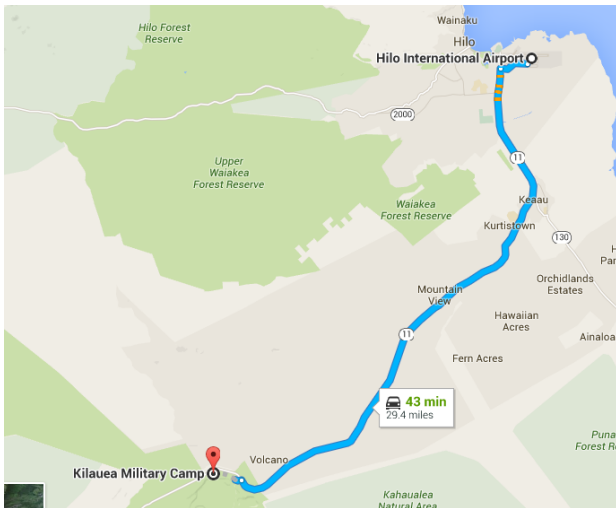 Wainaku
Hilo Forest
Reserve
Hilo
Hilo International Airport
2000
Upper
Waiakea
Forest Reserve
11
Waiakea
Forest Reserve
Keaau
Kurtistown
130
H
Pa
Orchidlands
Estates
Mountain
View
Hawaiian
Acres
11
Ainaloa
Fern Acres
43 min
29.4 miles
Puna
Forest R
Volcano
Kilauea Military Camp
Kahaualea
Natural Area